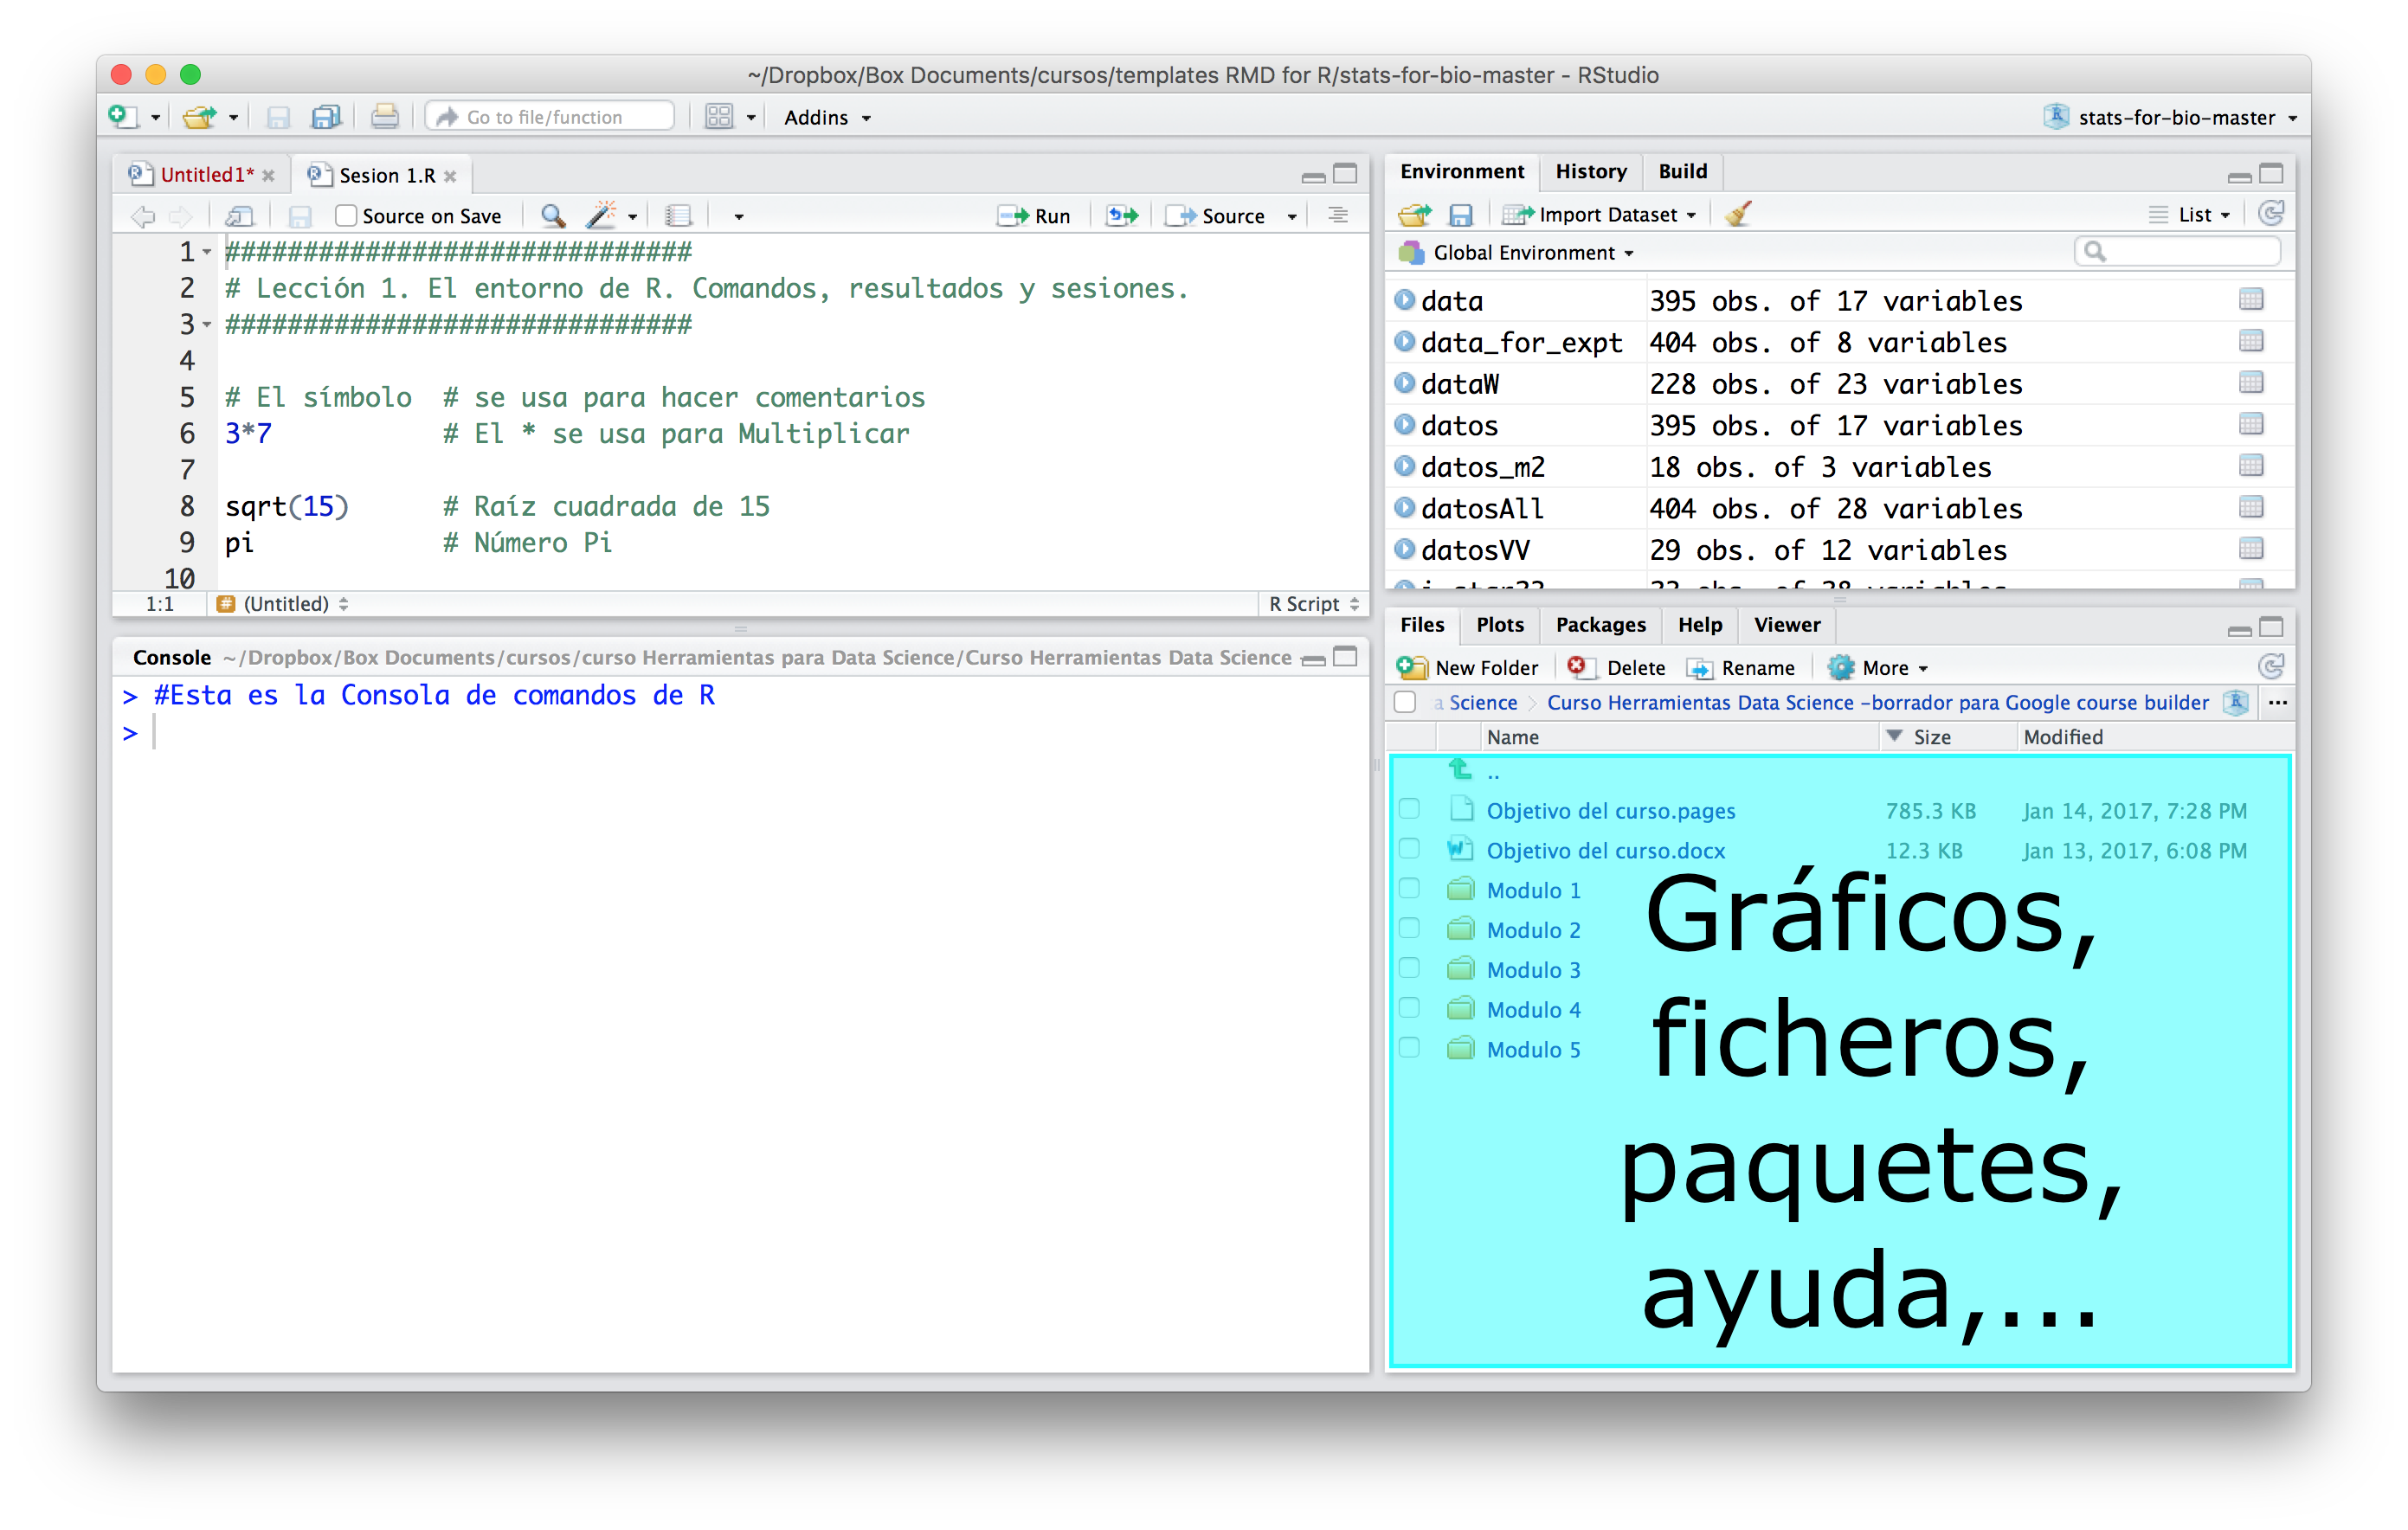 ~/Dropbox/Box Documents/cursos/templates RMD for R/stats-for-bio-master - RStudio
Go to file/function
Addins
stats-for-bio-master
Untitled1*
Sesion 1.R
Source on Save
Run
Source
1 ##############################
2 # Lección 1. El entorno de R. Comandos, resultados y sesiones.
3 ##############################
4
5 # El símbolo  # se usa para hacer comentarios
6 3*7           # El * se usa para Multiplicar
7
8 sqrt(15)      # Raíz cuadrada de 15
9 pi            # Número Pi
10
1:1
(Untitled)
R Script
Console ~/Dropbox/Box Documents/cursos/curso Herramientas para Data Science/Curso Herramientas Data Science
> #Esta es la Consola de comandos de R
>
Environment History Build
Import Dataset
List
Global Environment
data 395 obs. of 17 variables
data_for_expt 404 obs. of 8 variables
dataW 228 obs. of 23 variables
datos 395 obs. of 17 variables
datos_m2 18 obs. of 3 variables
datosAll 404 obs. of 28 variables
datosVV 29 obs. of 12 variables
Files Plots Packages Help Viewer
New Folder Delete Rename More
a Science Curso Herramientas Data Science -borrador para Google course builder ...
Name Size Modified
..
Objetivo del curso.pages 785.3 KB Jan 14, 2017, 7:28 PM
Objetivo del curso.docx 12.3 KB Jan 13, 2017, 6:08 PM
Modulo 1
Modulo 2
Modulo 3
Modulo 4
Modulo 5
Gráficos,
ficheros,
paquetes,
ayuda,...